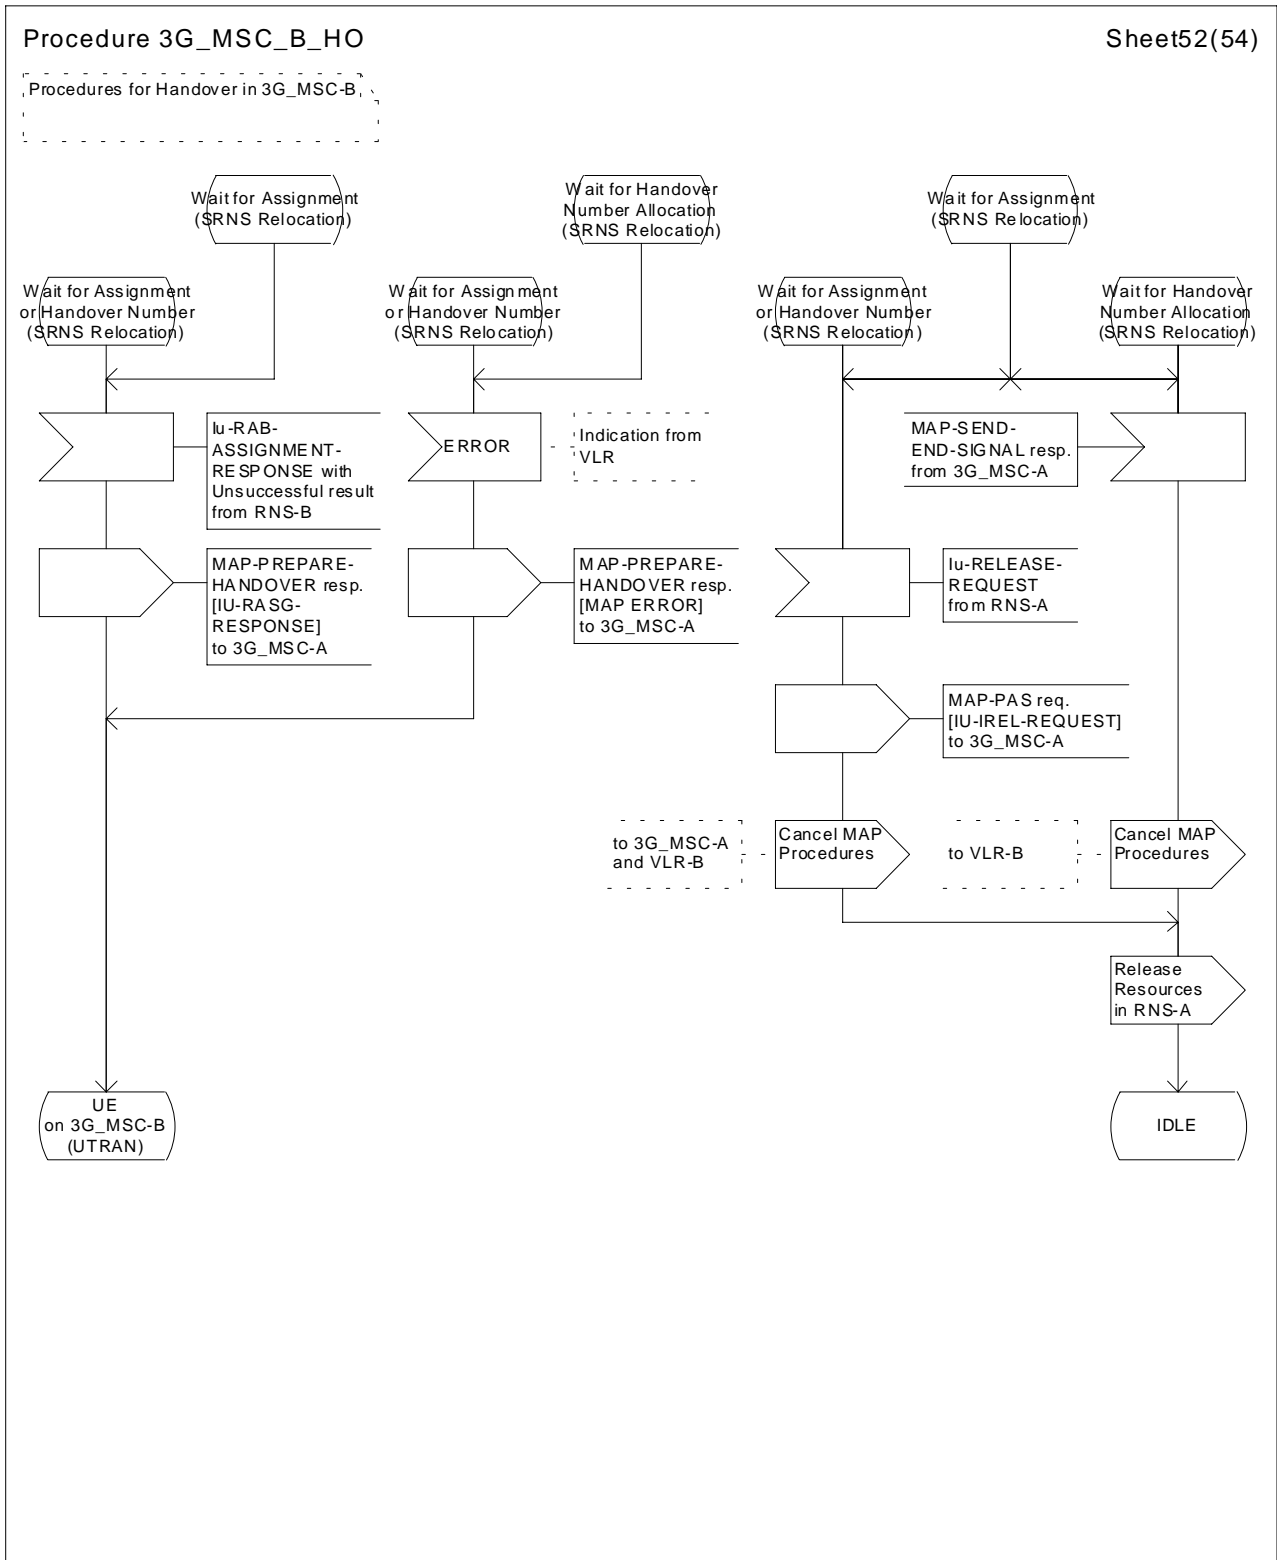 Procedure 3G_MSC_B_HO
Sheet52(54)
Procedures for Handover in 3G_MSC-B
Wait for Assignment
(SRNS Relocation)
Wait for Handover
Number Allocation
(SRNS Relocation)
Wait for Assignment
(SRNS Relocation)
Wait for Assignment
or Handover Number
(SRNS Relocation)
Wait for Assignment
or Handover Number
(SRNS Relocation)
Wait for Assignment
or Handover Number
(SRNS Relocation)
Wait for Handover
Number Allocation
(SRNS Relocation)
Iu-RAB-
ASSIGNMENT-
RESPONSE with
Unsuccessful result
from RNS-B
ERROR
Indication from
VLR
MAP-SEND-
END-SIGNAL resp.
from 3G_MSC-A
MAP-PREPARE-
HANDOVER resp.
[IU-RASG-
RESPONSE]
to 3G_MSC-A
MAP-PREPARE-
HANDOVER resp.
[MAP ERROR]
to 3G_MSC-A
Iu-RELEASE-
REQUEST
from RNS-A
MAP-PAS req.
[IU-IREL-REQUEST]
to 3G_MSC-A
to 3G_MSC-A
and VLR-B
Cancel MAP
Procedures
to VLR-B
Cancel MAP
Procedures
Release
Resources
in RNS-A
UE
on 3G_MSC-B
(UTRAN)
IDLE